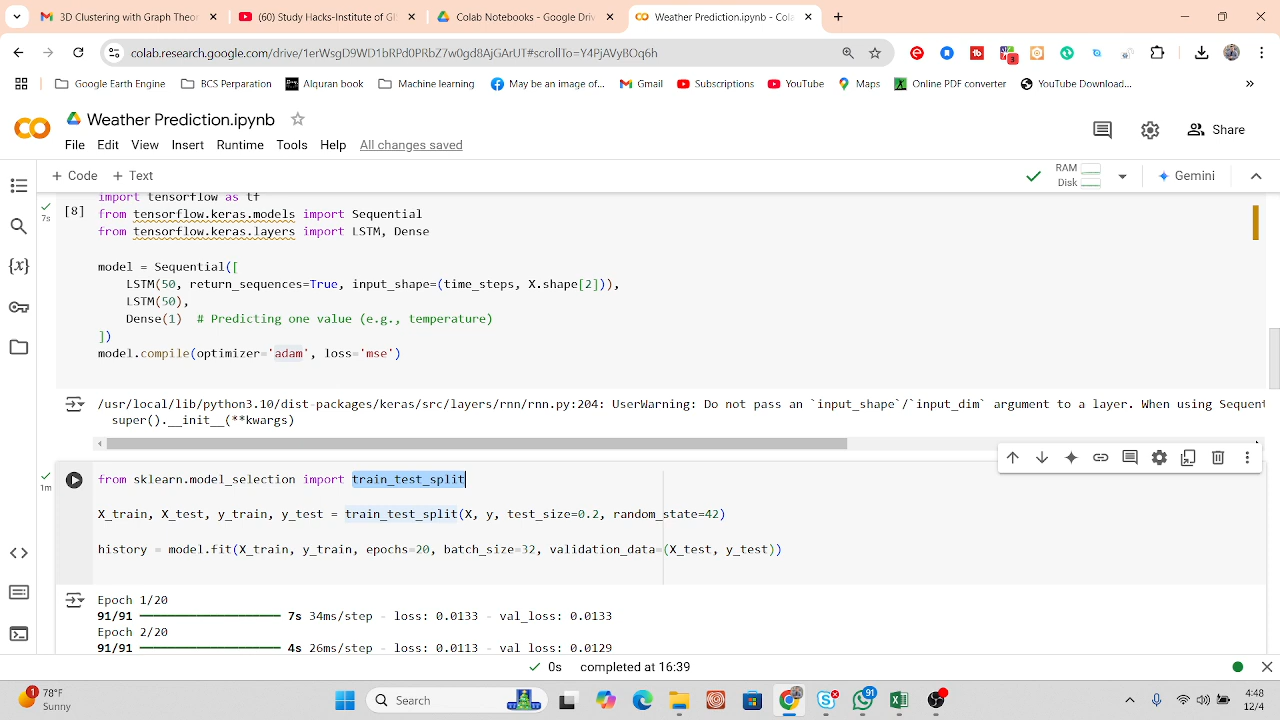 3D Clustering with Graph Theor
(60) Study Hacks-Institute of GI
Colab Notebooks - Google Driv
Weather Prediction.ipynb - Colab
colab.research.google.com/drive/1erWsqD9WD1bRPd0PRbZ7w0gd8AjGArUT#scrollTo=Y4PjAVyBOq6h
Google Earth Engine
BCS Perparation
Alqura Ebook
Machine learning
May be an image of...
Gmail
Subscriptions
YouTube
Maps
Online PDF converter
YouTube Download...
»
Weather Prediction.ipynb
File Edit View Insert Runtime Tools Help All changes saved
Share
+ Code + Text
RAM
Disk
Gemini
import tensorflow as tf
[8]
7s
from tensorflow.keras.models import Sequential
from tensorflow.keras.layers import LSTM, Dense
model = Sequential([
LSTM(50, return_sequences=True, input_shape=(time_steps, X.shape[2])),
LSTM(50),
Dense(1)  # Predicting one value (e.g., temperature)
])
model.compile(optimizer='adam', loss='mse')
/usr/local/lib/python3.10/dist-packages/keras/src/layers/rnn/rnn.py:204: UserWarning: Do not pass an `input_shape`/`input_dim` argument to a layer. When using Sequent
super().__init__(**kwargs)
1m
from sklearn.model_selection import train_test_split
X_train, X_test, y_train, y_test = train_test_split(X, y, test_size=0.2, random_state=42)
history = model.fit(X_train, y_train, epochs=20, batch_size=32, validation_data=(X_test, y_test))
Epoch 1/20
91/91 ━━━━━━━━━━━━━━━━━━━━ 7s 34ms/step - loss: 0.0133 - val_loss: 0.0133
Epoch 2/20
91/91 ━━━━━━━━━━━━━━━━━━━━ 4s 26ms/step - loss: 0.0113 - val_loss: 0.0129
0s completed at 16:39
1
78°F
Sunny
Search
91
4:48
12/4